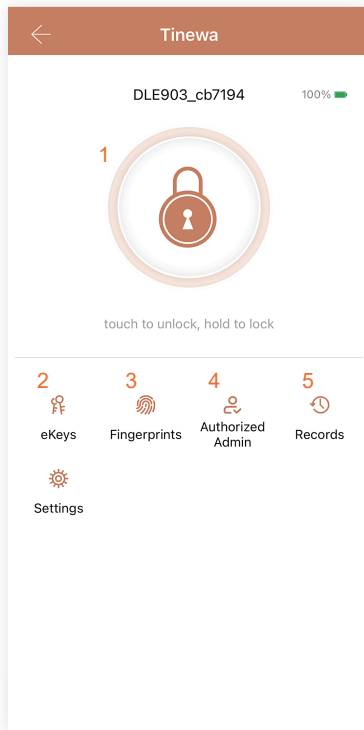 Tinewa
DLE903_cb7194
100%
1
touch to unlock, hold to lock
2
3
4
5
eKeys
Fingerprints
Authorized
Admin
Records
Settings